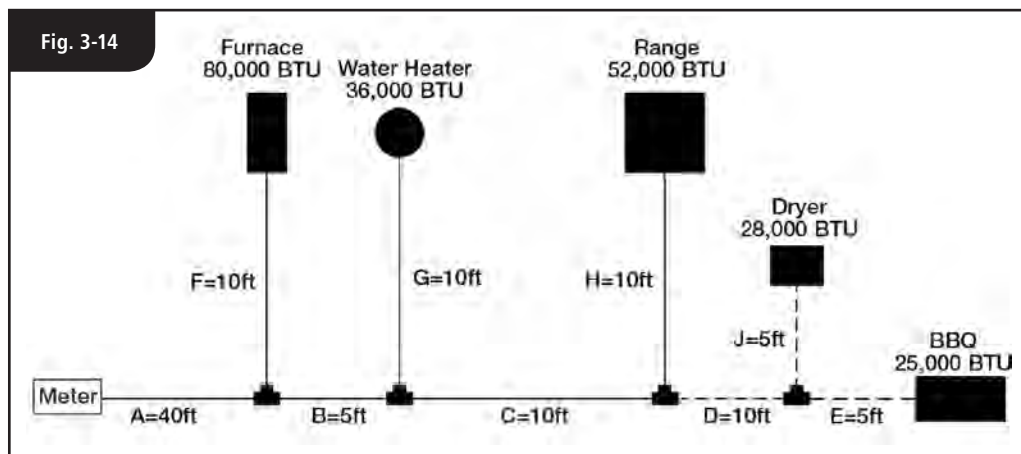 Fig. 3-14
Furnace
80,000 BTU
Water Heater
36,000 BTU
Range
52,000 BTU
Dryer
28,000 BTU
F=10ft
G=10ft
H=10ft
J=5ft
BBQ
25,000 BTU
Meter
A=40ft
B=5ft
C=10ft
D=10ft
E=5ft